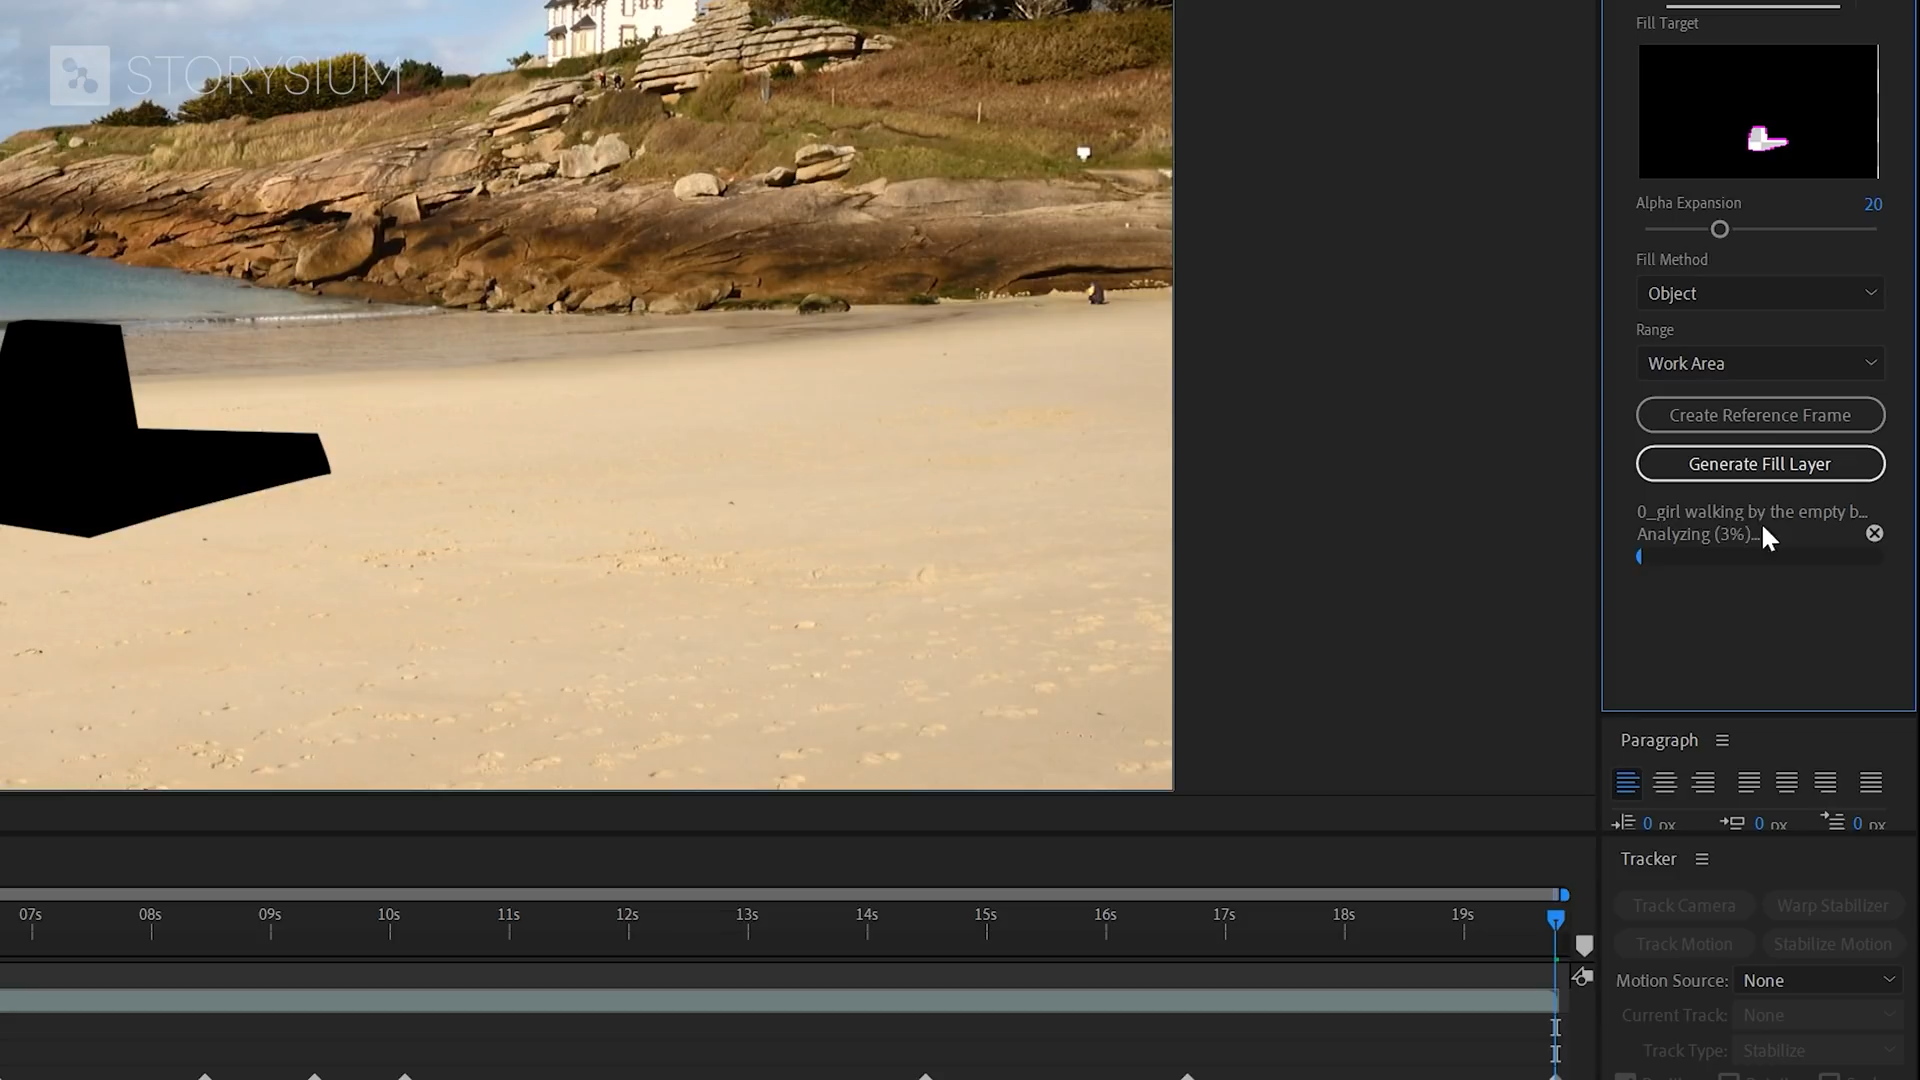 STORYSIUM
Fill Target
Alpha Expansion 20
Fill Method
Object
Range
Work Area
Create Reference Frame
Generate Fill Layer
0_girl walking by the empty b...
Analyzing (3%)...
Paragraph
0 px 0 px 0 px
Tracker
Track Camera Warp Stabilizer
Track Motion Stabilize Motion
Motion Source: None
Current Track: None
Track Type: Stabilize
07s 08s 09s 10s 11s 12s 13s 14s 15s 16s 17s 18s 19s